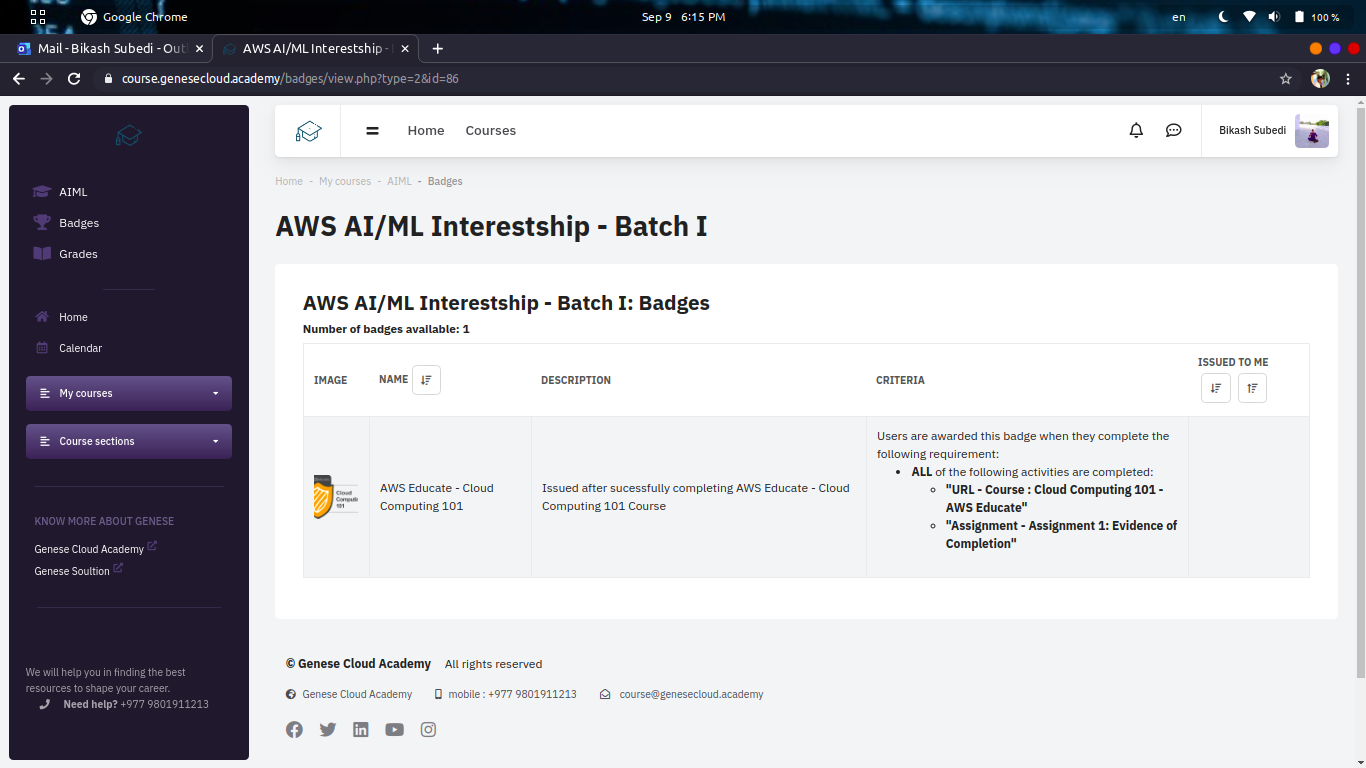 Google Chrome
Sep 9 6:15 PM
en
100 %
Mail - Bikash Subedi - Out
AWS AI/ML Interestship -
course.genesecloud.academy/badges/view.php?type=2&id=86
AIML
Badges
Grades
Home
Calendar
My courses
Course sections
KNOW MORE ABOUT GENESE
Genese Cloud Academy
Genese Soultion
We will help you in finding the best
resources to shape your career.
Need help? +977 9801911213
Home
Courses
Bikash Subedi
Home - My courses - AIML - Badges
AWS AI/ML Interestship - Batch I
AWS AI/ML Interestship - Batch I: Badges
Number of badges available: 1
IMAGE
NAME
DESCRIPTION
CRITERIA
ISSUED TO ME
Cloud
Computi
101
AWS Educate - Cloud
Computing 101
Issued after sucessfully completing AWS Educate - Cloud
Computing 101 Course
Users are awarded this badge when they complete the
following requirement:
ALL of the following activities are completed:
"URL - Course : Cloud Computing 101 -
AWS Educate"
"Assignment - Assignment 1: Evidence of
Completion"
© Genese Cloud Academy All rights reserved
Genese Cloud Academy
mobile : +977 9801911213
course@genesecloud.academy